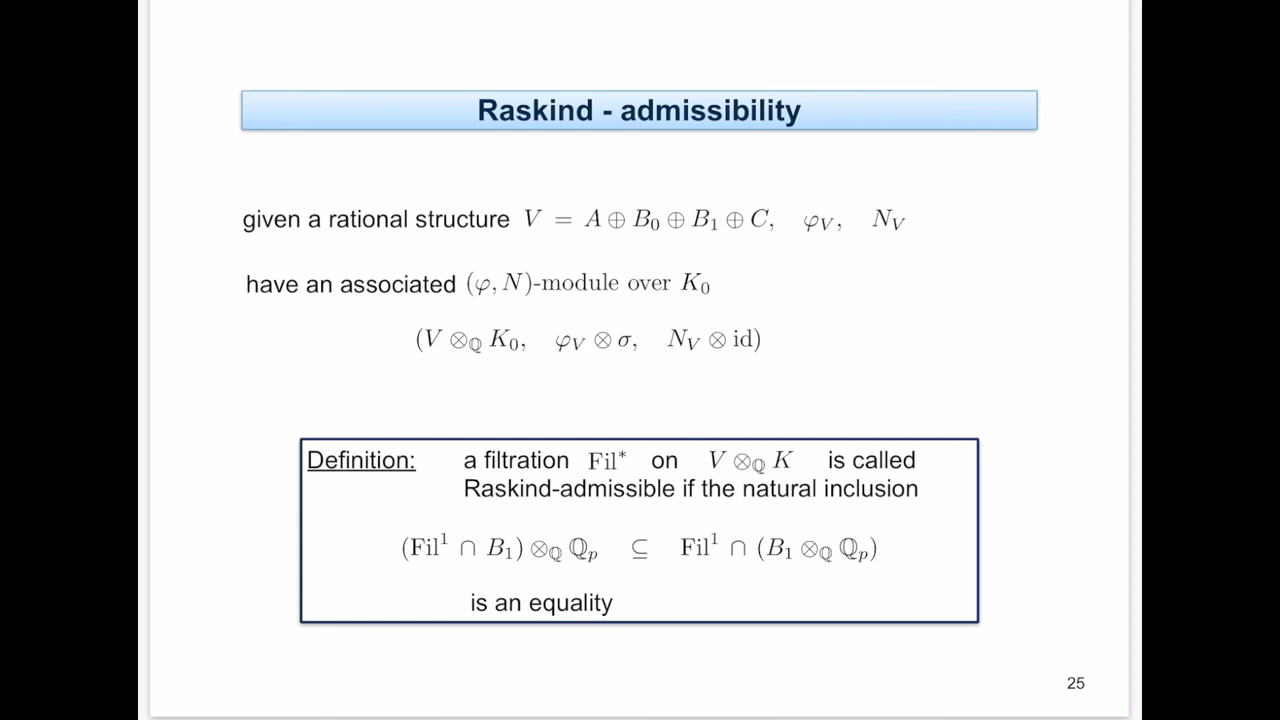 Raskind - admissibility
given a rational structure V = A ⊕ B₀ ⊕ B₁ ⊕ C, φ_V, N_V
have an associated (φ, N)-module over K₀
(V ⊗_ℚ K₀, φ_V ⊗ σ, N_V ⊗ id)
Definition: a filtration Fil* on V ⊗_ℚ K is called
Raskind-admissible if the natural inclusion
(Fil¹ ∩ B₁) ⊗_ℚ ℚ_p ⊆ Fil¹ ∩ (B₁ ⊗_ℚ ℚ_p)
is an equality
25